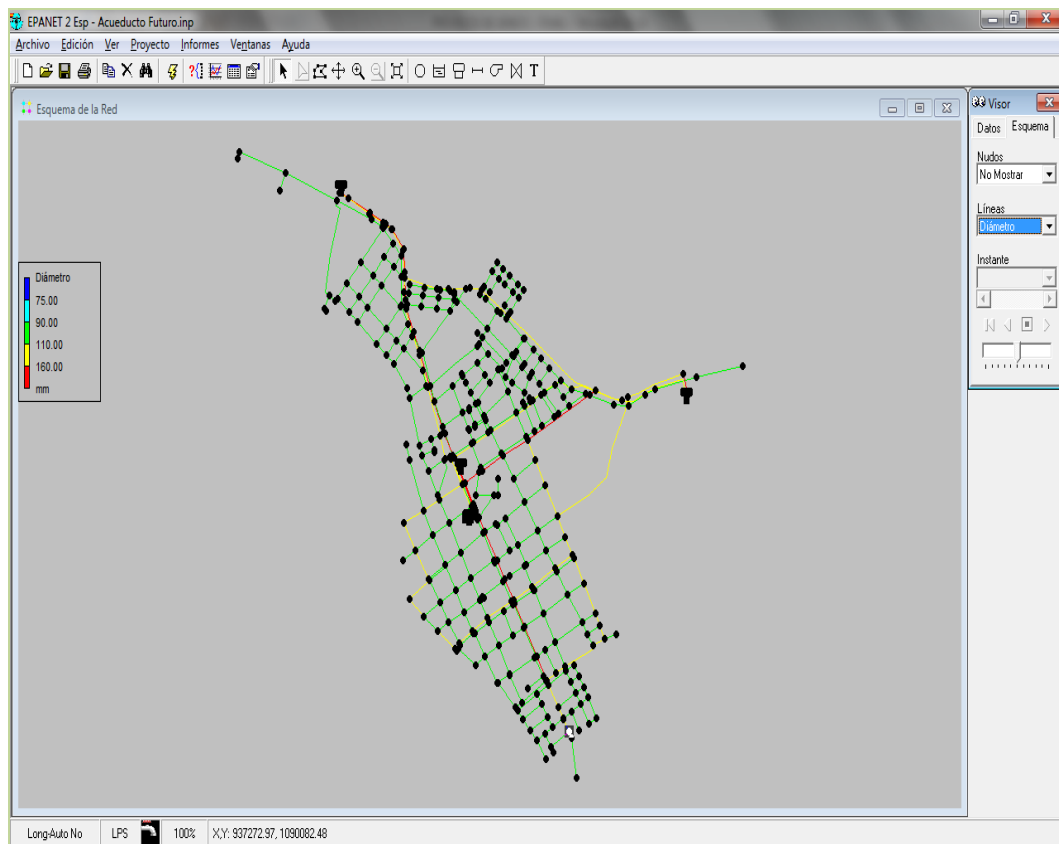 EPANET 2 Esp - Acueducto Futuro.inp
Archivo Edición Ver Proyecto Informes Ventanas Ayuda
T
Esquema de la Red
Visor
Datos Esquema
Nudos
No Mostrar
Líneas
Diámetro
Instante
Diámetro
75.00
90.00
110.00
160.00
mm
Long-Auto No LPS 100% X,Y: 937272.97, 1090082.48